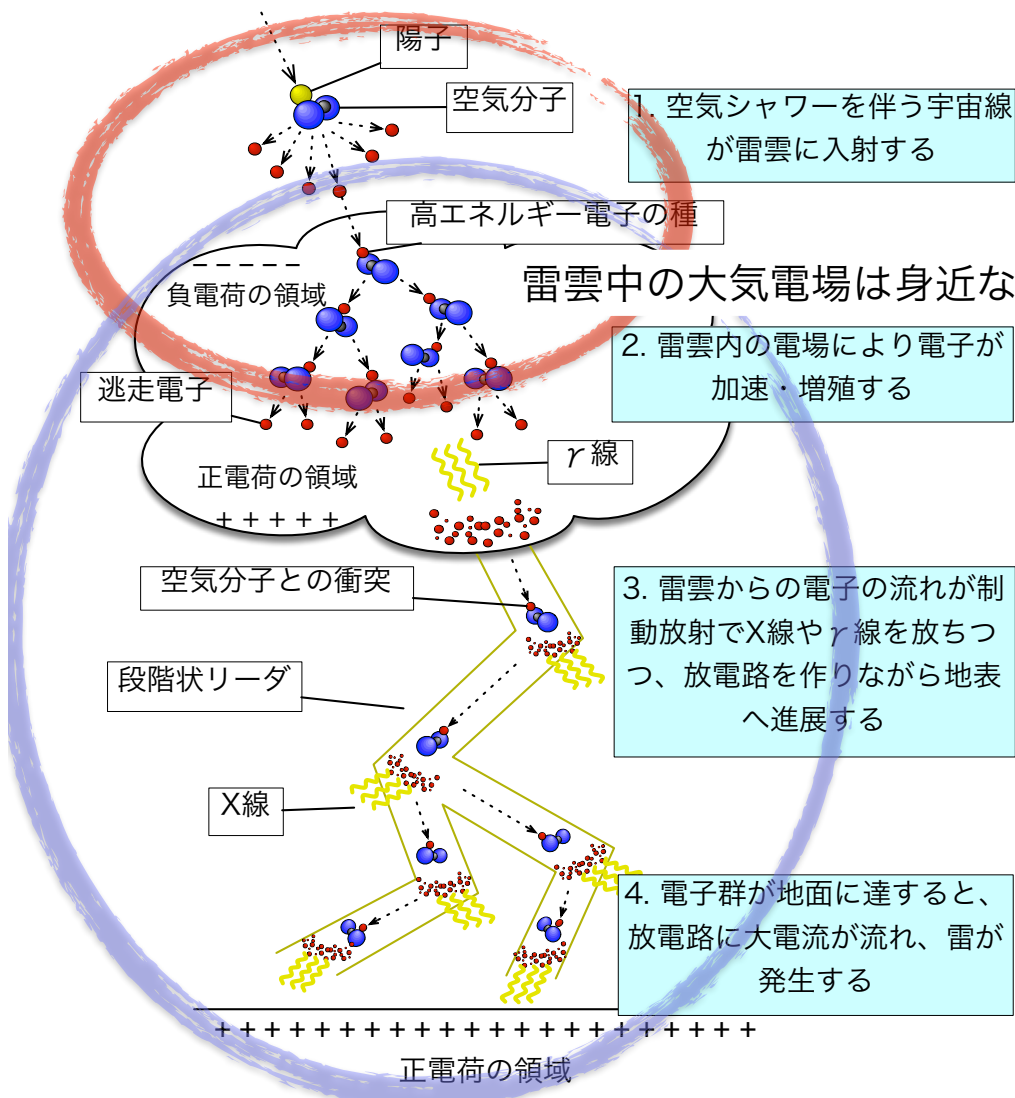 陽子
空気分子
1. 空気シャワーを伴う宇宙線
が雷雲に入射する
高エネルギー電子の種
－－－－－
負電荷の領域
雷雲中の大気電場は身近な
2. 雷雲内の電場により電子が
加速・増殖する
逃走電子
γ線
正電荷の領域
+ + + + +
空気分子との衝突
3. 雷雲からの電子の流れが制
動放射でX線やγ線を放ちつ
つ、放電路を作りながら地表
へ進展する
段階状リーダ
X線
4. 電子群が地面に達すると、
放電路に大電流が流れ、雷が
発生する
+ + + + + + + + + + + + + + + + + + + + +
正電荷の領域